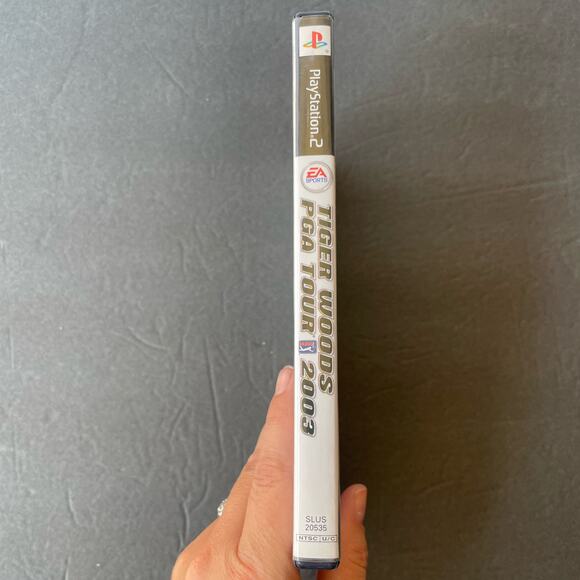 PlayStation®2
EA
SPORTS
TIGER WOODS
PGA TOUR 2003
SLUS
20535
NTSC U/C